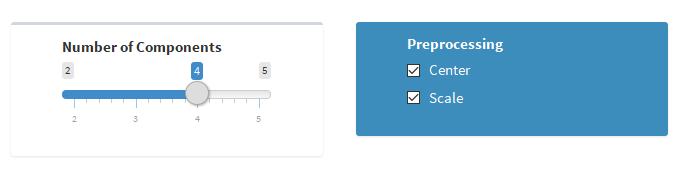 Number of Components
2 4 5
2 3 4 5
Preprocessing
Center
Scale